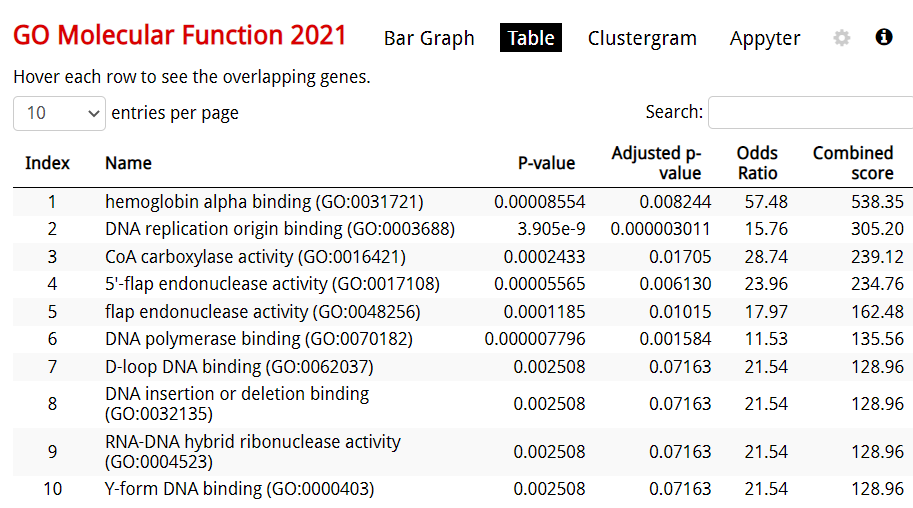 GO Molecular Function 2021 Bar Graph Table Clustergram Appyter
Hover each row to see the overlapping genes.
10 entries per page Search:
Index Name P-value Adjusted p-value Odds Ratio Combined score
1 hemoglobin alpha binding (GO:0031721) 0.00008554 0.008244 57.48 538.35
2 DNA replication origin binding (GO:0003688) 3.905e-9 0.000003011 15.76 305.20
3 CoA carboxylase activity (GO:0016421) 0.0002433 0.01705 28.74 239.12
4 5'-flap endonuclease activity (GO:0017108) 0.00005565 0.006130 23.96 234.76
5 flap endonuclease activity (GO:0048256) 0.0001185 0.01015 17.97 162.48
6 DNA polymerase binding (GO:0070182) 0.000007796 0.001584 11.53 135.56
7 D-loop DNA binding (GO:0062037) 0.002508 0.07163 21.54 128.96
8 DNA insertion or deletion binding (GO:0032135) 0.002508 0.07163 21.54 128.96
9 RNA-DNA hybrid ribonuclease activity (GO:0004523) 0.002508 0.07163 21.54 128.96
10 Y-form DNA binding (GO:0000403) 0.002508 0.07163 21.54 128.96